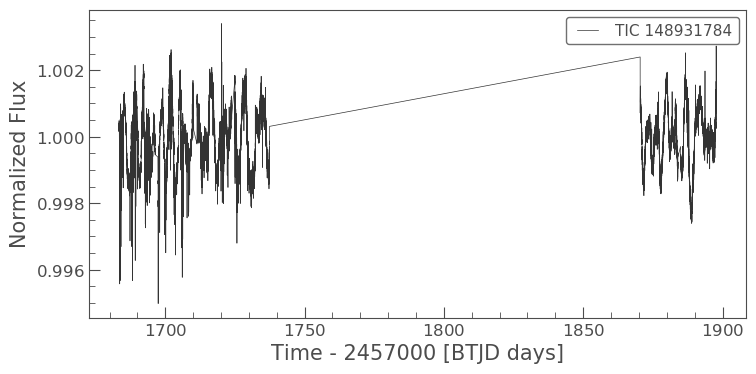 TIC 148931784
1.002
1.000
0.998
0.996
Normalized Flux
1700 1750 1800 1850 1900
Time - 2457000 [BTJD days]